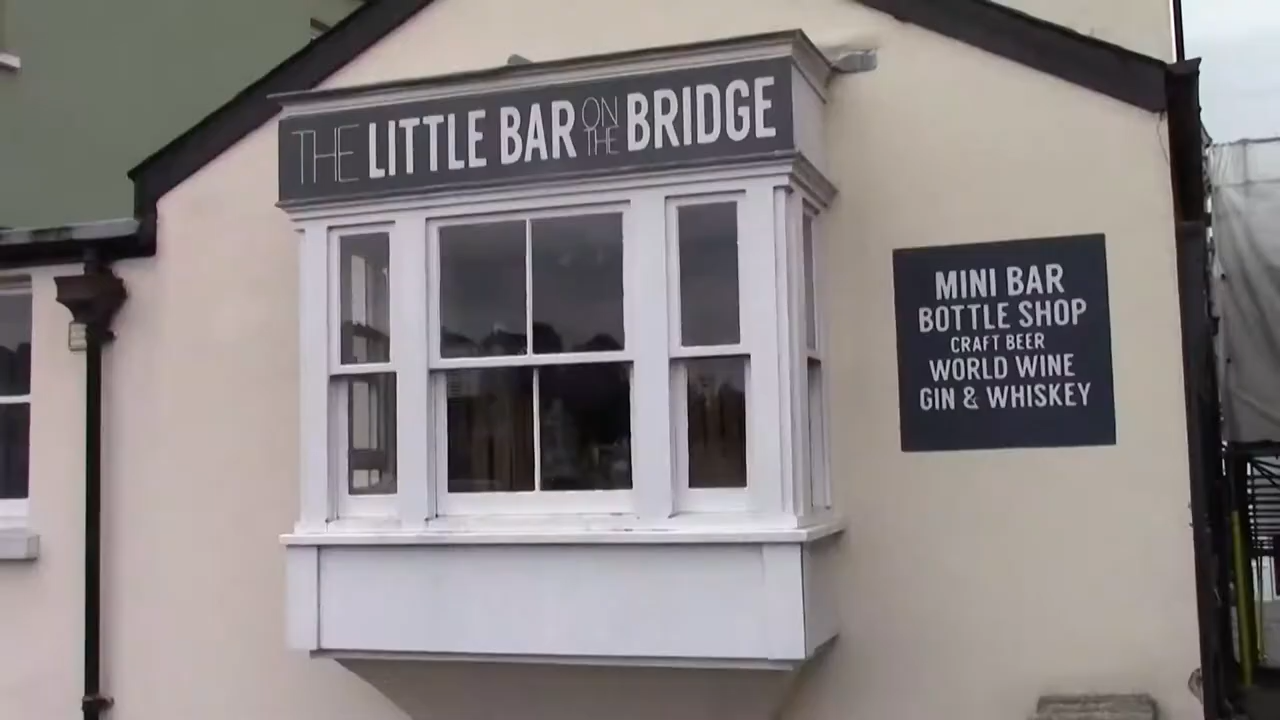 THE LITTLE BAR ON THE BRIDGE
MINI BAR
BOTTLE SHOP
CRAFT BEER
WORLD WINE
GIN & WHISKEY